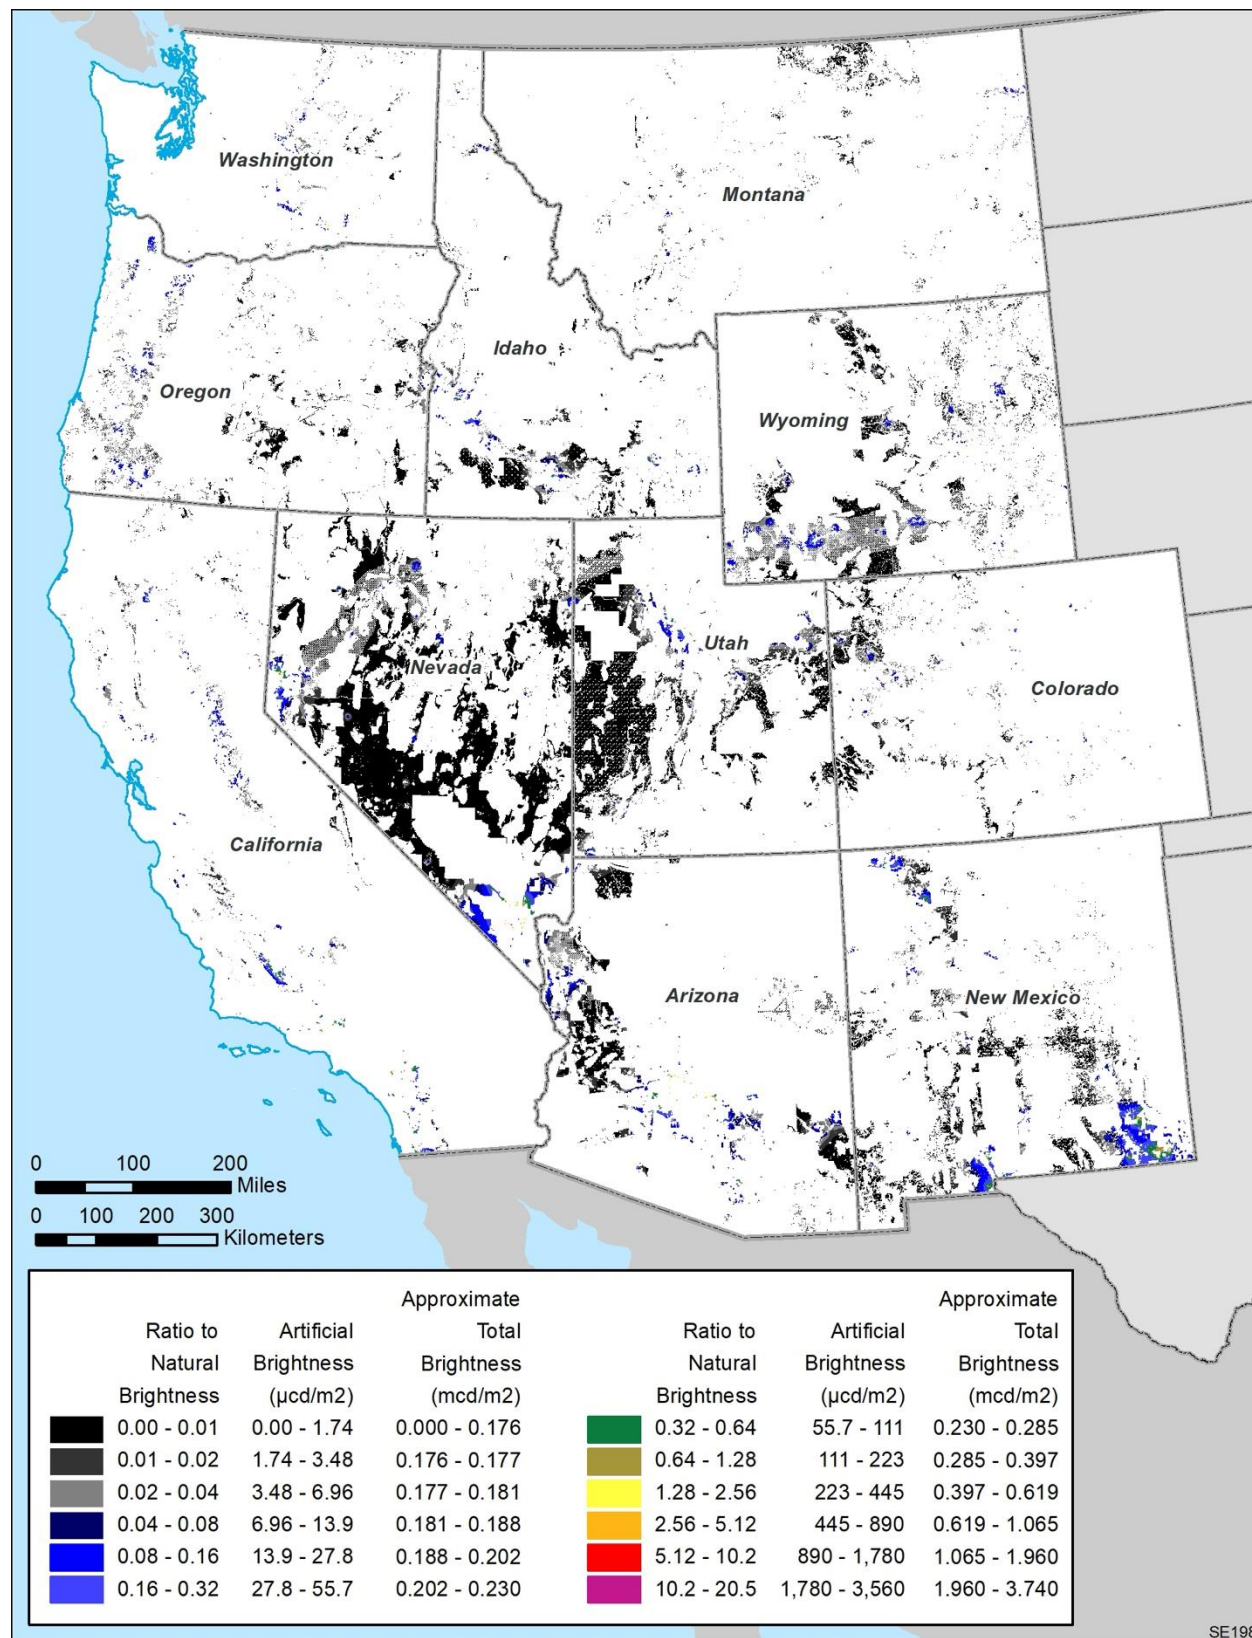 Washington
Montana
Idaho
Oregon
Wyoming
Nevada
Utah
Colorado
California
Arizona
New Mexico
0 100 200
Miles
0 100 200 300
Kilometers
Approximate Approximate
Ratio to Artificial Total Ratio to Artificial Total
Natural Brightness Brightness Natural Brightness Brightness
Brightness (µcd/m2) (mcd/m2) Brightness (µcd/m2) (mcd/m2)
0.00 - 0.01 0.00 - 1.74 0.000 - 0.176 0.32 - 0.64 55.7 - 111 0.230 - 0.285
0.01 - 0.02 1.74 - 3.48 0.176 - 0.177 0.64 - 1.28 111 - 223 0.285 - 0.397
0.02 - 0.04 3.48 - 6.96 0.177 - 0.181 1.28 - 2.56 223 - 445 0.397 - 0.619
0.04 - 0.08 6.96 - 13.9 0.181 - 0.188 2.56 - 5.12 445 - 890 0.619 - 1.065
0.08 - 0.16 13.9 - 27.8 0.188 - 0.202 5.12 - 10.2 890 - 1,780 1.065 - 1.960
0.16 - 0.32 27.8 - 55.7 0.202 - 0.230 10.2 - 20.5 1,780 - 3,560 1.960 - 3.740
SE198